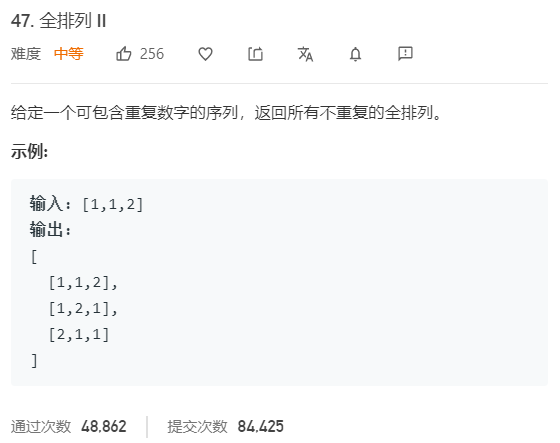 47. 全排列 II
难度 中等 256
给定一个可包含重复数字的序列，返回所有不重复的全排列。
示例:
输入: [1,1,2]
输出:
[
[1,1,2],
[1,2,1],
[2,1,1]
]
通过次数 48,862 提交次数 84,425